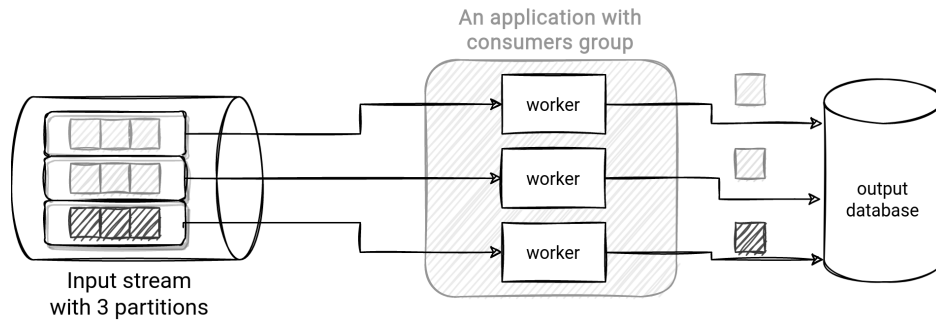 An application with
consumers group
worker
worker
worker
output
database
Input stream
with 3 partitions